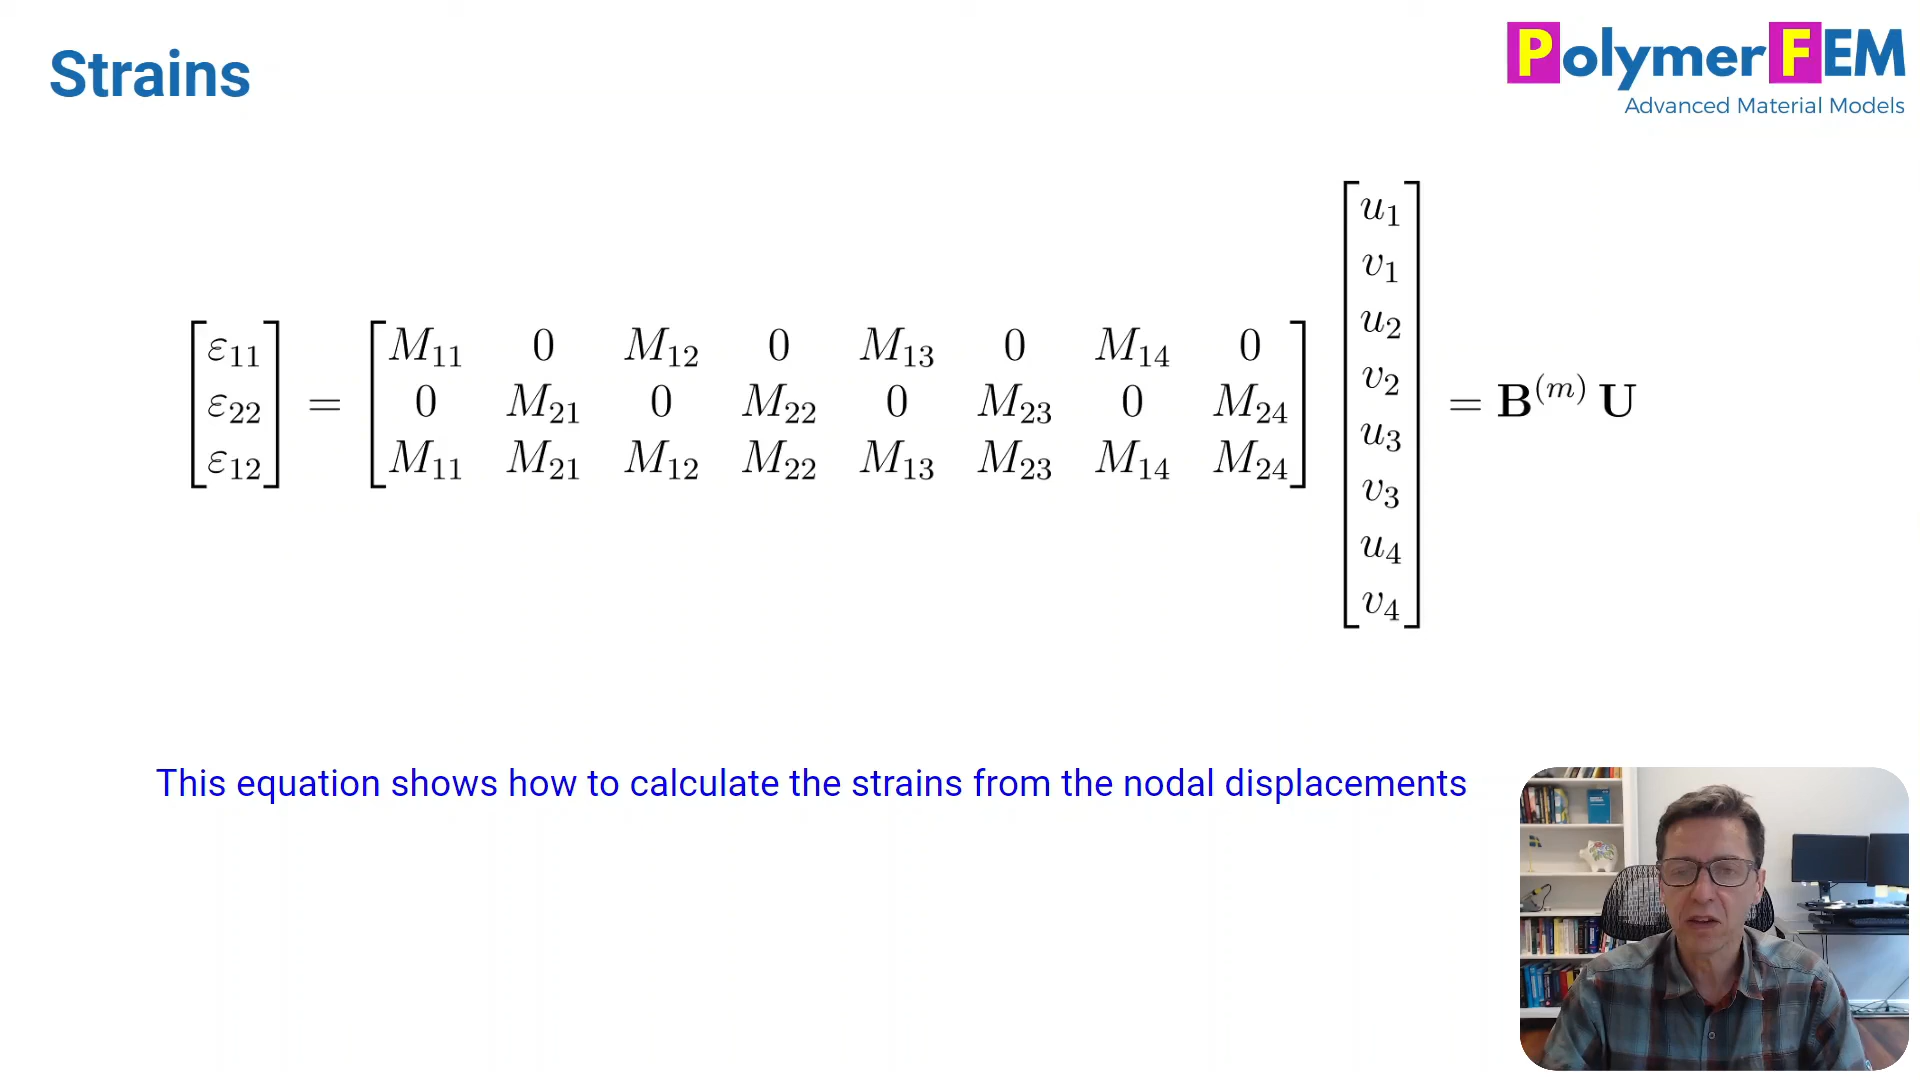 Strains
PolymerFEM
Advanced Material Models
[ε₁₁ ε₂₂ ε₁₂] = [M₁₁ 0 M₁₂ 0 M₁₃ 0 M₁₄ 0
0 M₂₁ 0 M₂₂ 0 M₂₃ 0 M₂₄
M₁₁ M₂₁ M₁₂ M₂₂ M₁₃ M₂₃ M₁₄ M₂₄] [u₁ v₁ u₂ v₂ u₃ v₃ u₄ v₄] = B⁽ᵐ⁾ U
This equation shows how to calculate the strains from the nodal displacements